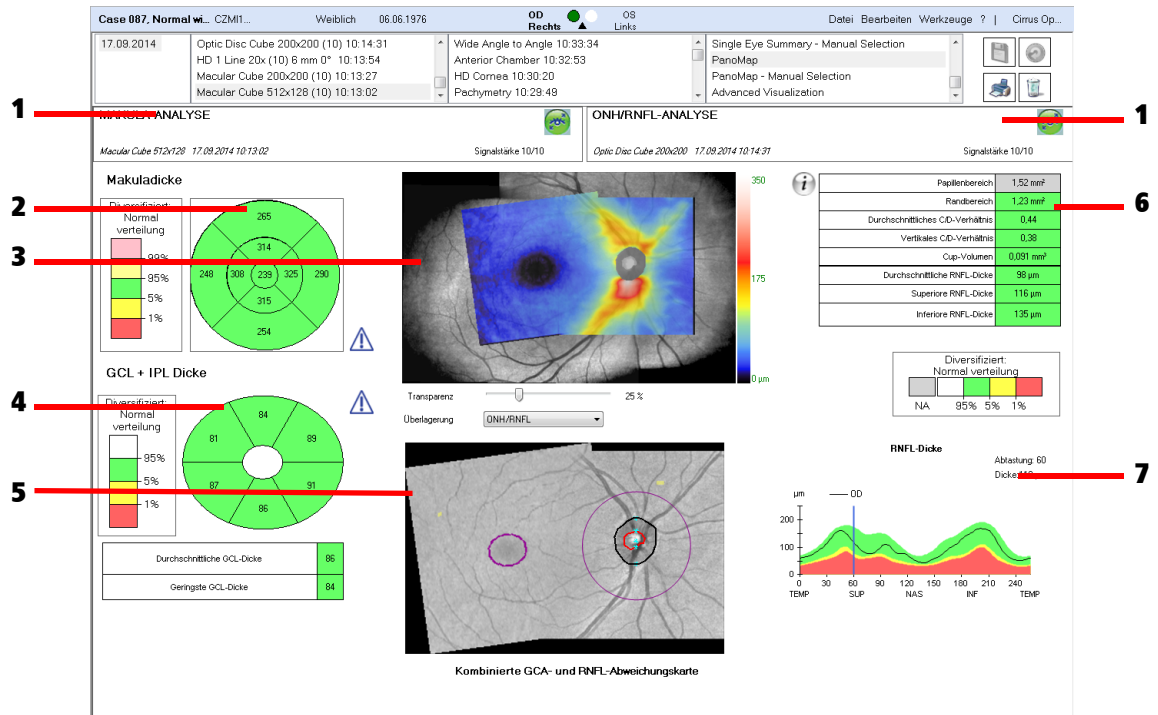 Case 087, Normal wi... CZMI1... Weiblich 06.06.1976 OD Rechts OS Links Datei Bearbeiten Werkzeuge ? | Cirrus Op...
17.09.2014
Optic Disc Cube 200x200 (10) 10:14:31
HD 1 Line 20x (10) 6 mm 0° 10:13:54
Macular Cube 200x200 (10) 10:13:27
Macular Cube 512x128 (10) 10:13:02
Wide Angle to Angle 10:33:34
Anterior Chamber 10:32:53
HD Cornea 10:30:20
Pachymetry 10:29:49
Single Eye Summary - Manual Selection
PanoMap
PanoMap - Manual Selection
Advanced Visualization
1
MAKULA-ANALYSE
Macular Cube 512x128 17.09.2014 10:13:02 Signalstärke 10/10
ONH/RNFL-ANALYSE
1
Optic Disc Cube 200x200 17.09.2014 10:14:31 Signalstärke 10/10
Makuladicke
2
Diversifiziert:
Normal
verteilung
99%
95%
5%
1%
265
314
248 308 239 325 290
315
254
3
350
175
0 µm
Transparenz 25 %
Überlagerung ONH/RNFL
Papillenbereich 1,52 mm²
Randbereich 1,23 mm²
6
Durchschnittliches C/D-Verhältnis 0,44
Vertikales C/D-Verhältnis 0,38
Cup-Volumen 0,091 mm³
Durchschnittliche RNFL-Dicke 98 µm
Superiore RNFL-Dicke 116 µm
Inferiore RNFL-Dicke 135 µm
Diversifiziert:
Normal verteilung
NA 95% 5% 1%
GCL + IPL Dicke
4
Diversifiziert:
Normal
verteilung
95%
5%
1%
84
81 89
87 91
86
Durchschnittliche GCL-Dicke 86
Geringste GCL-Dicke 84
5
Kombinierte GCA- und RNFL-Abweichungskarte
RNFL-Dicke
Abtastung: 60
Dicke:
7
µm OD
200
100
0
0 30 60 90 120 150 180 210 240
TEMP SUP NAS INF TEMP